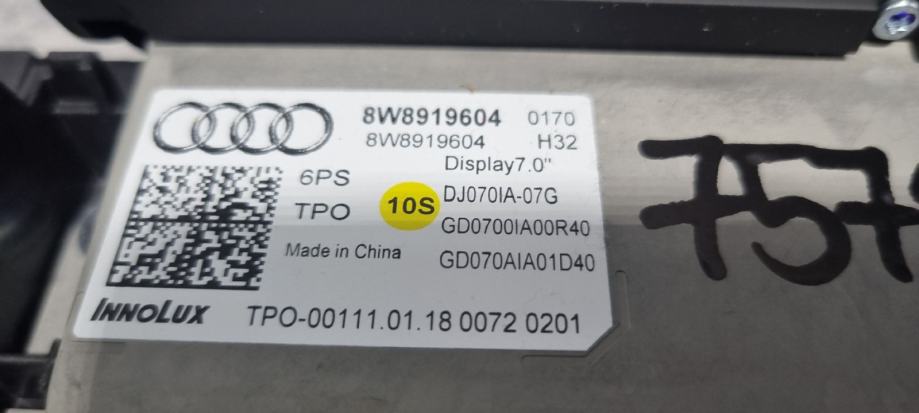 8W8919604 0170
8W8919604 H32
Display7.0"
6PS
DJ070IA-07G
TPO
10S
GD0700IA00R40
Made in China
GD070AIA01D40
INNOLUX
TPO-00111.01.18 0072 0201
757